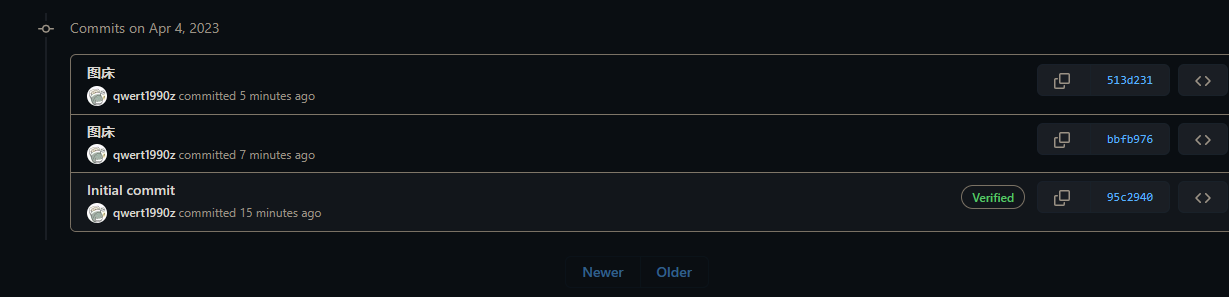 Commits on Apr 4, 2023
图床
qwert1990z committed 5 minutes ago
513d231
图床
qwert1990z committed 7 minutes ago
bbfb976
Initial commit
qwert1990z committed 15 minutes ago
Verified
95c2940
Newer Older